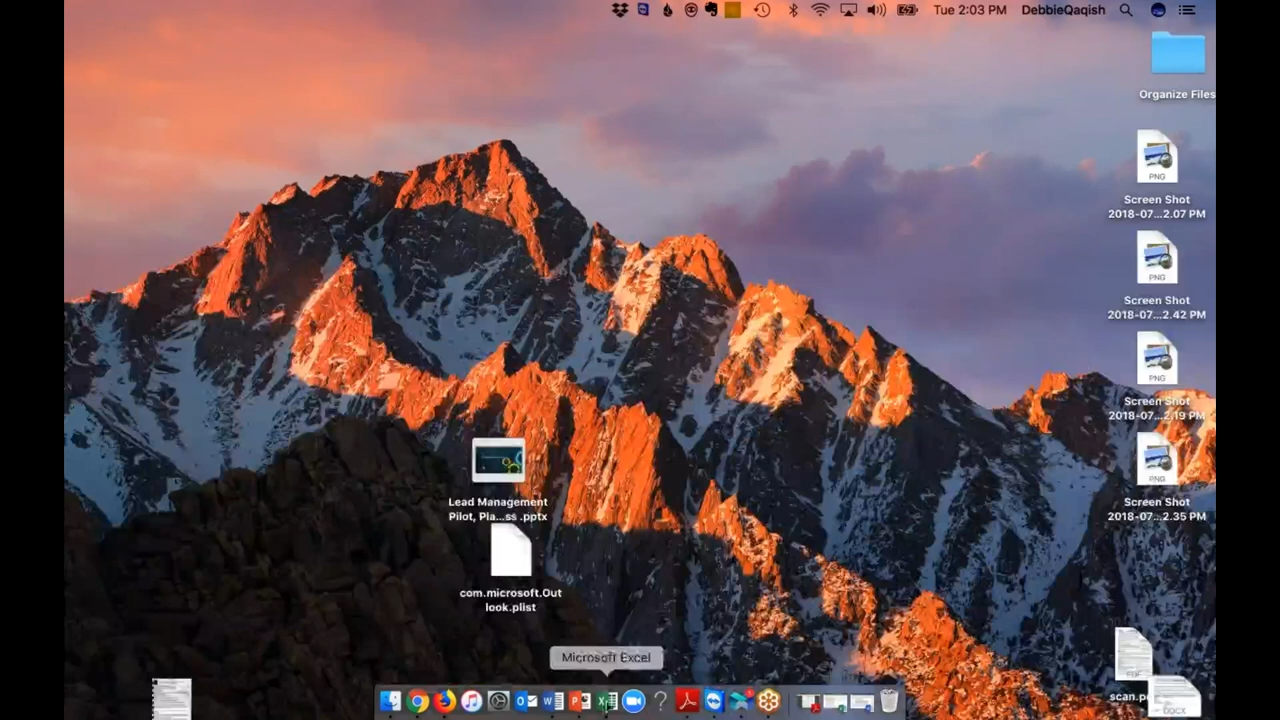 Tue 2:03 PM DebbieQaqish
Organize Files
PNG
Screen Shot
2018-07...2.07 PM
PNG
Screen Shot
2018-07...2.42 PM
PNG
Screen Shot
2018-07...2.19 PM
PNG
Screen Shot
2018-07...2.35 PM
Lead Management
Pilot, Pla...ss .pptx
com.microsoft.Out
look.plist
Microsoft Excel
PDF
DOCX